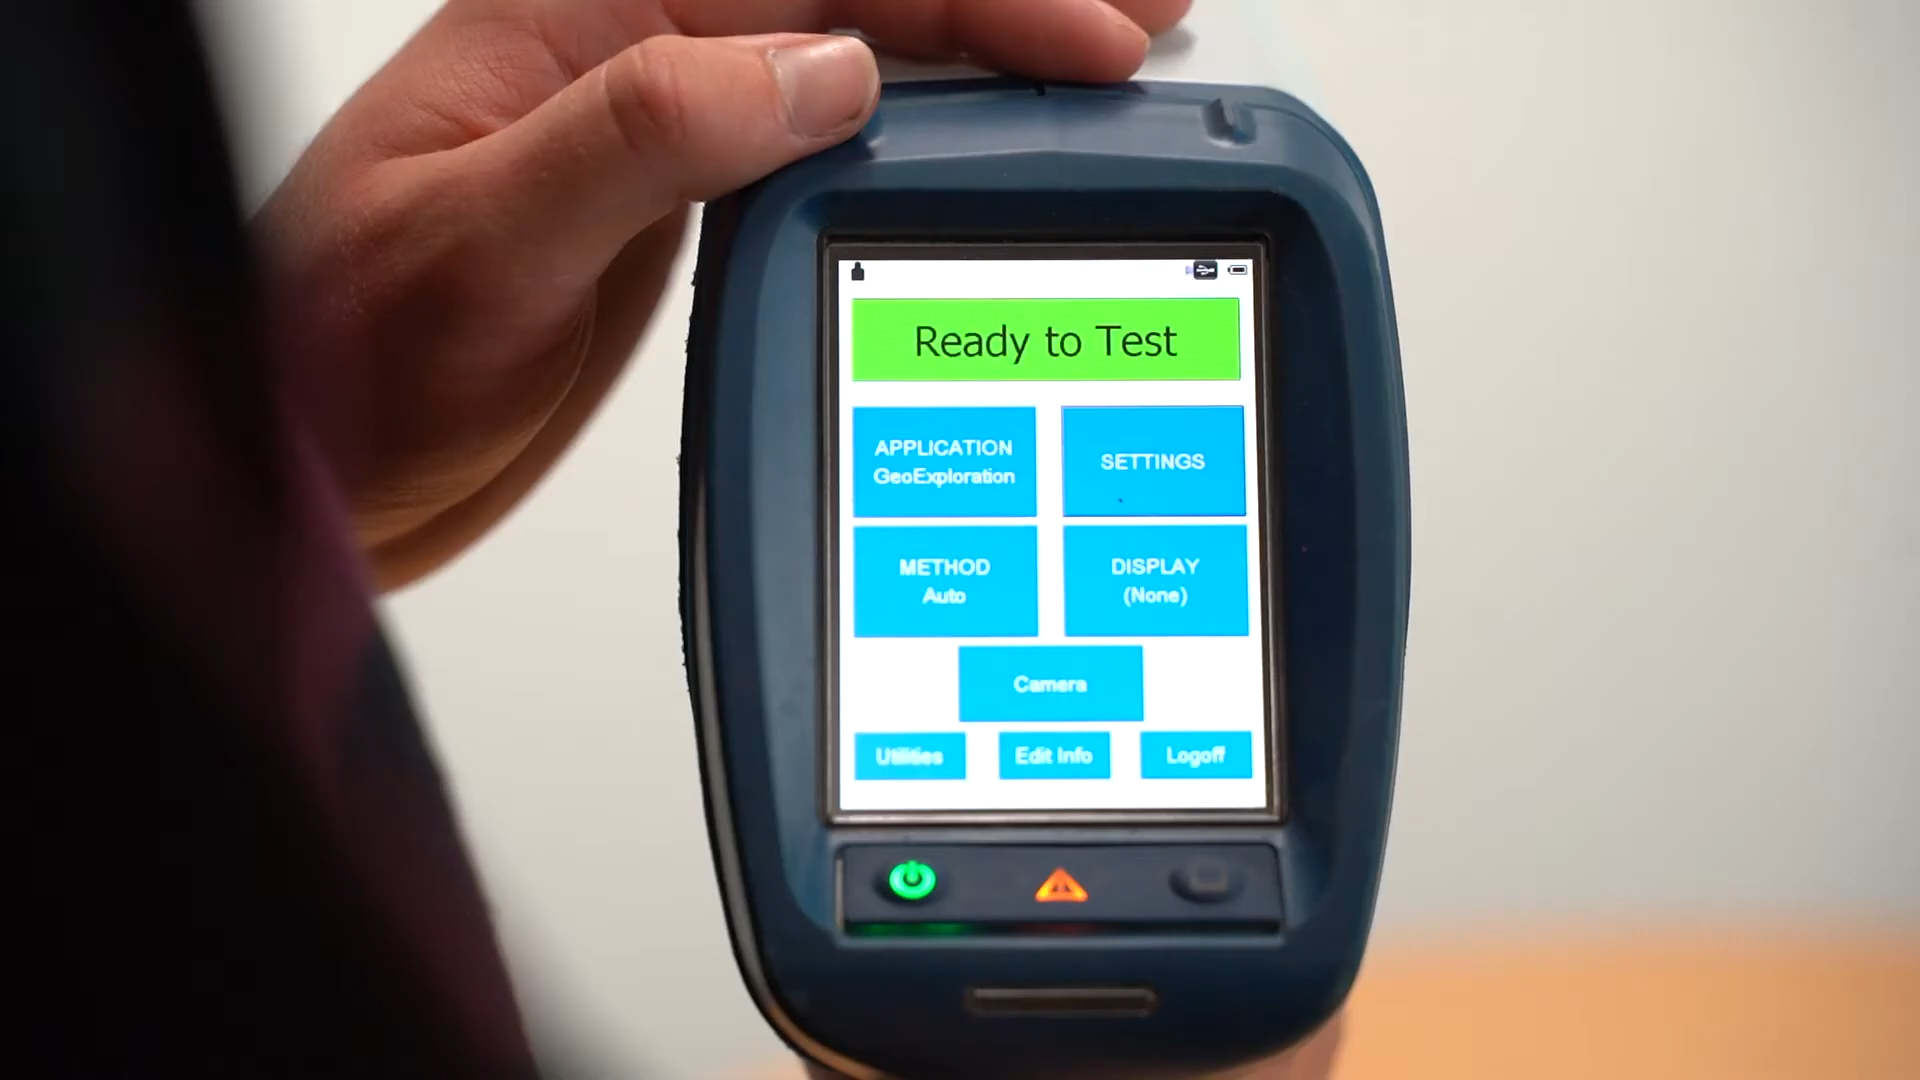 Ready to Test
APPLICATION
GeoExploration
SETTINGS
METHOD
Auto
DISPLAY
(None)
Camera
Utilities
Edit Info
Logoff